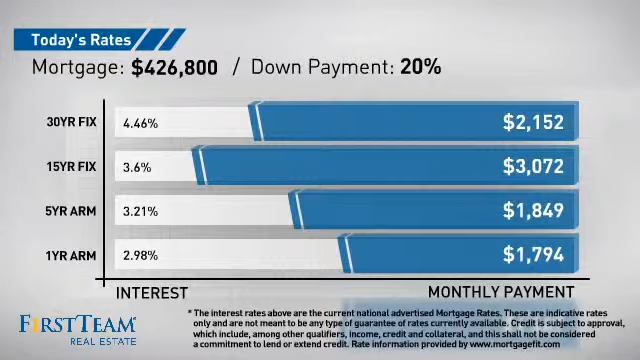 Today's Rates
Mortgage: $426,800 / Down Payment: 20%
30YR FIX 4.46% $2,152
15YR FIX 3.6% $3,072
5YR ARM 3.21% $1,849
1YR ARM 2.98% $1,794
INTEREST MONTHLY PAYMENT
FIRSTTEAM®
REAL ESTATE
* The interest rates above are the current national advertised Mortgage Rates. These are indicative rates
only and are not meant to be any type of guarantee of rates currently available. Credit is subject to approval,
which include, among other qualifiers, income, credit and collateral, and this shall not be considered
a commitment to lend or extend credit. Rate information provided by www.mortgagefit.com